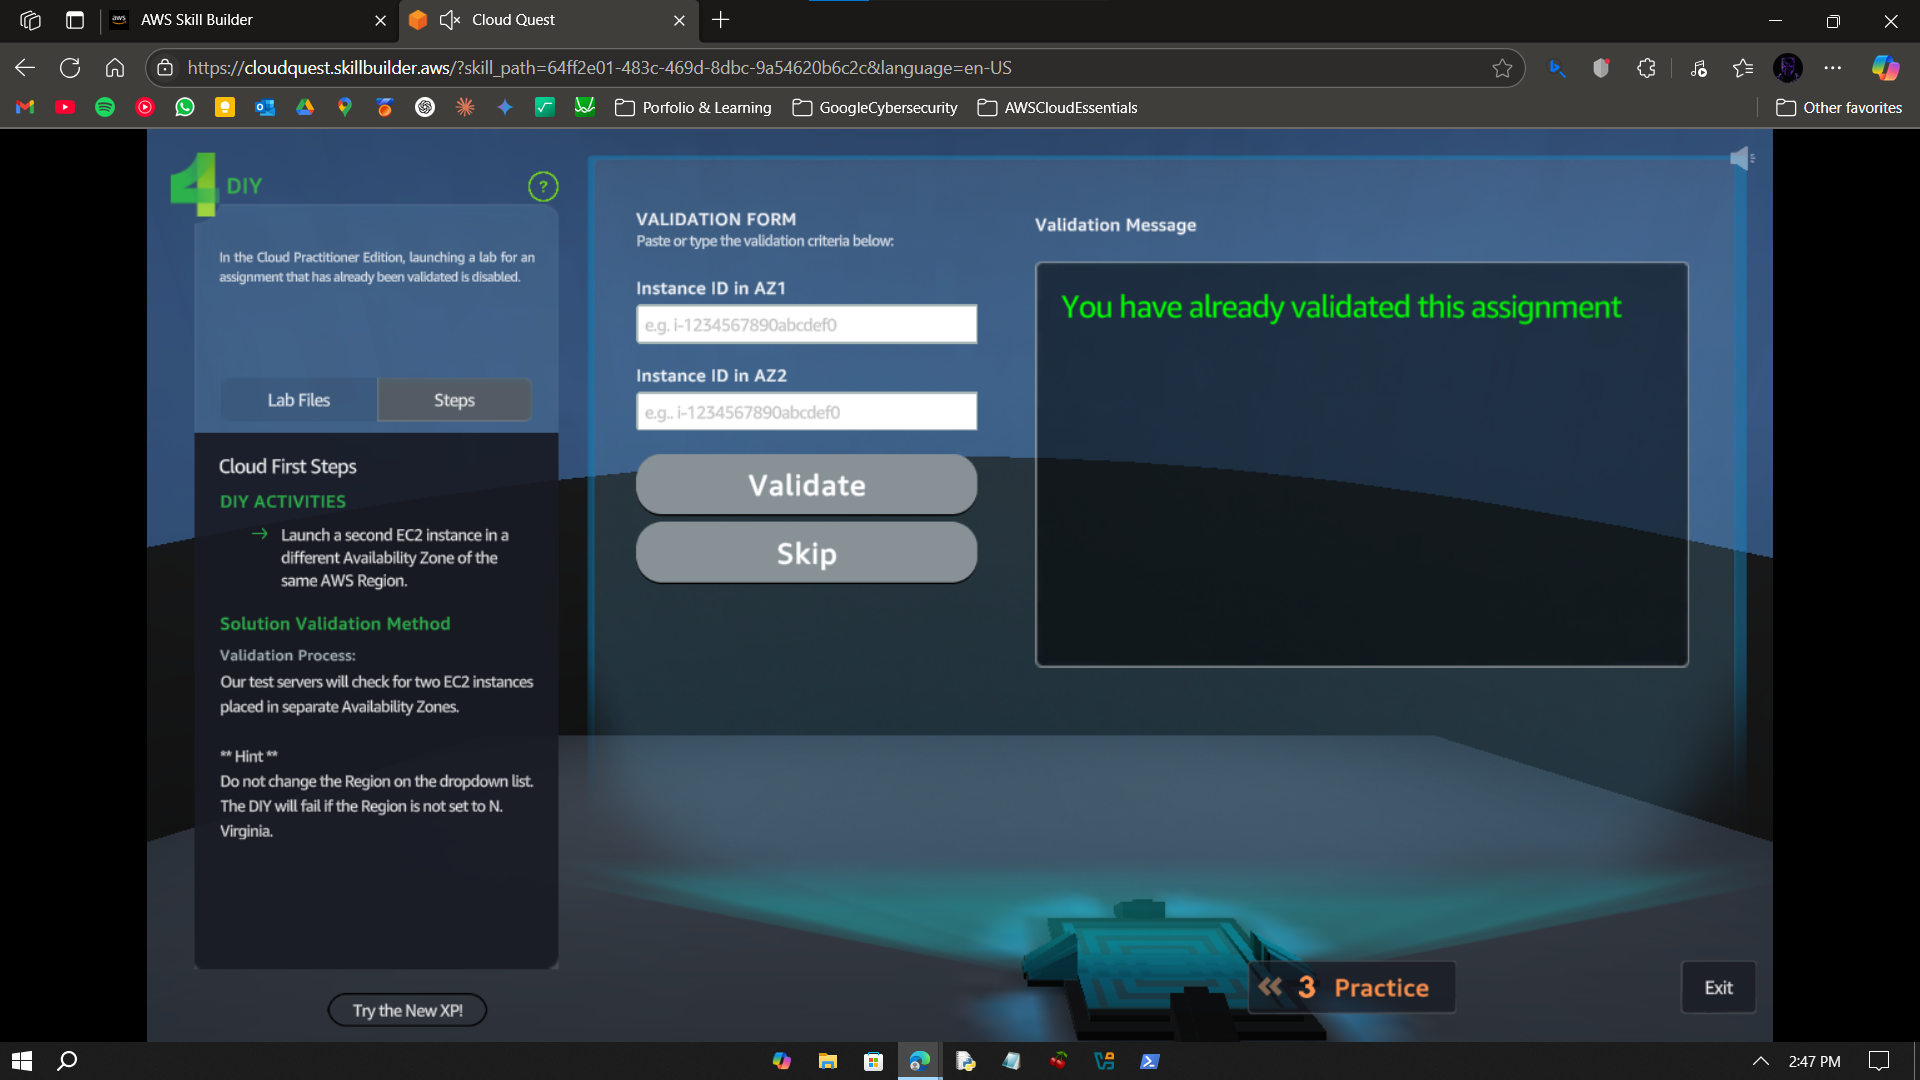 AWS Skill Builder
Cloud Quest
https://cloudquest.skillbuilder.aws/?skill_path=64ff2e01-483c-469d-8dbc-9a54620b6c2c&language=en-US
Porfolio & Learning
GoogleCybersecurity
AWSCloudEssentials
Other favorites
4 DIY
?
In the Cloud Practitioner Edition, launching a lab for an
assignment that has already been validated is disabled.
Lab Files
Steps
Cloud First Steps
DIY ACTIVITIES
→ Launch a second EC2 instance in a
different Availability Zone of the
same AWS Region.
Solution Validation Method
Validation Process:
Our test servers will check for two EC2 instances
placed in separate Availability Zones.
** Hint **
Do not change the Region on the dropdown list.
The DIY will fail if the Region is not set to N.
Virginia.
Try the New XP!
VALIDATION FORM
Paste or type the validation criteria below:
Instance ID in AZ1
e.g. i-1234567890abcdef0
Instance ID in AZ2
e.g.. i-1234567890abcdef0
Validate
Skip
Validation Message
You have already validated this assignment
« 3 Practice
Exit
2:47 PM